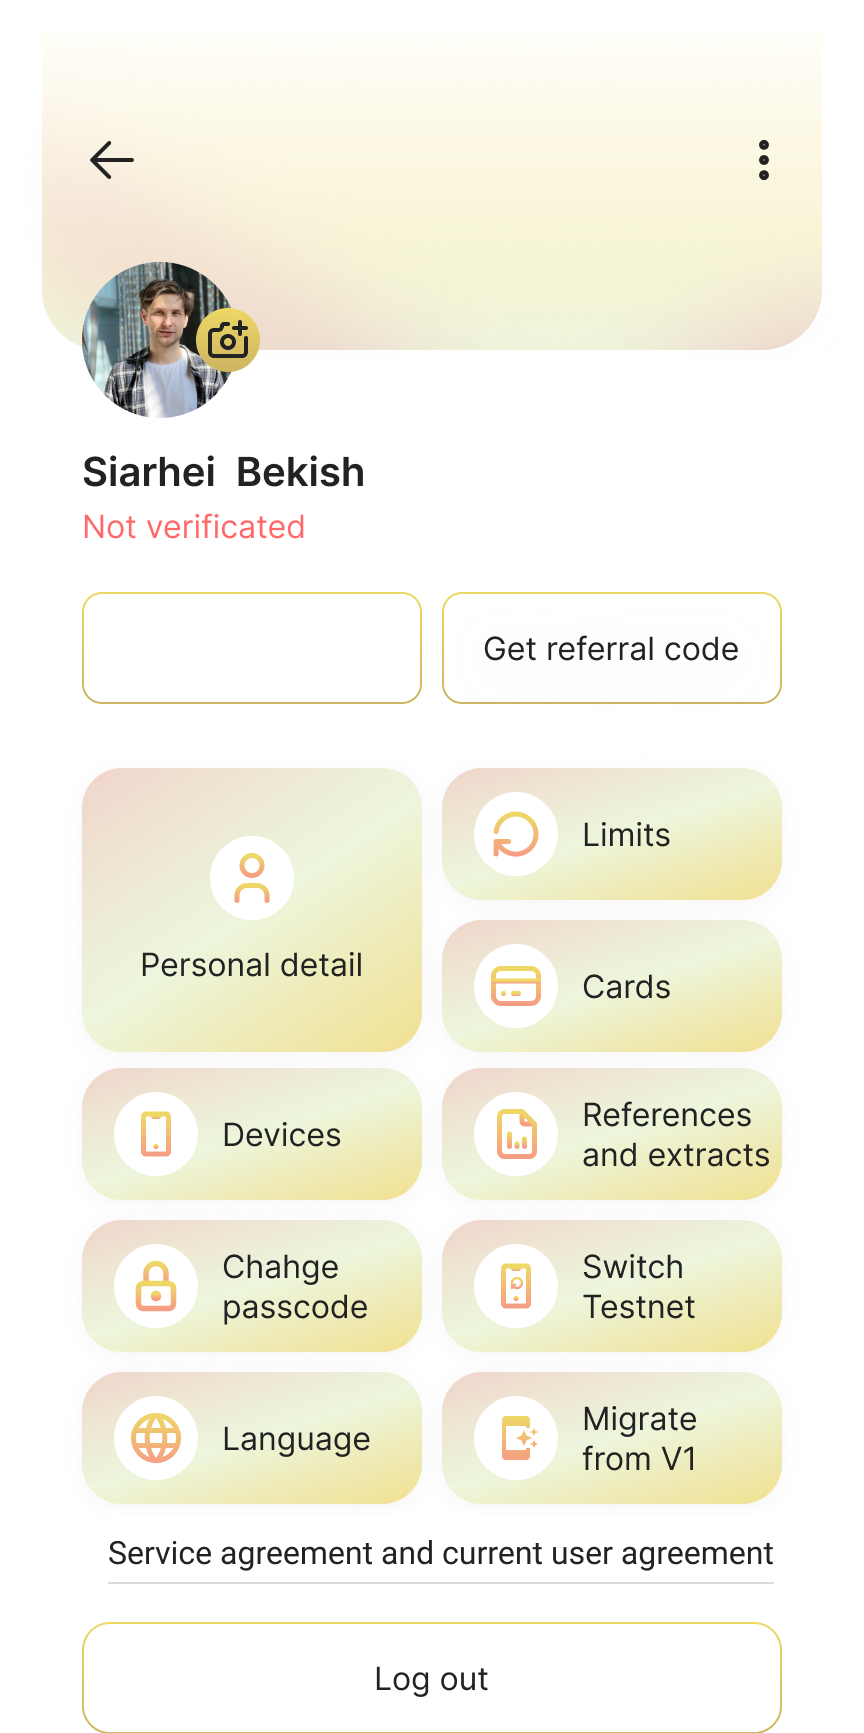 Siarhei  Bekish
Not verificated
Get referral code
Personal detail
Limits
Cards
Devices
References
and extracts
Chahge
passcode
Switch
Testnet
Language
Migrate
from V1
Service agreement and current user agreement
Log out